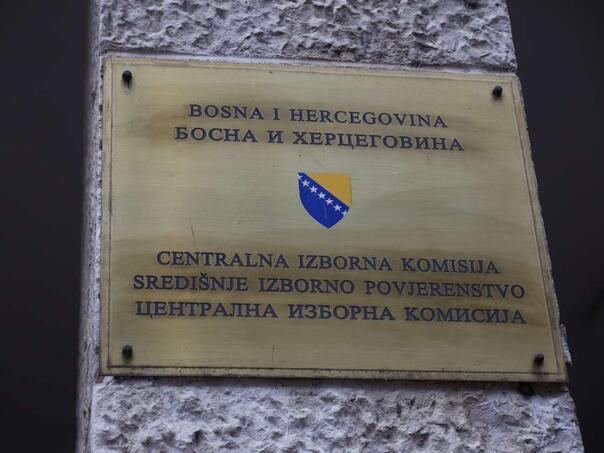 BOSNA I HERCEGOVINA
БОСНА И ХЕРЦЕГОВИНА
CENTRALNA IZBORNA KOMISIJA
SREDIŠNJE IZBORNO POVJERENSTVO
ЦЕНТРАЛНА ИЗБОРНА КОМИСИЈА